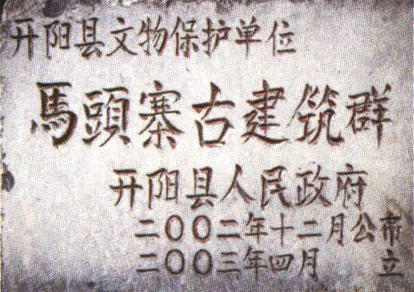 开阳县文物保护单位
馬頭寨古建筑群
开阳县人民政府
二〇〇二年十二月公布
二〇〇三年四月 立